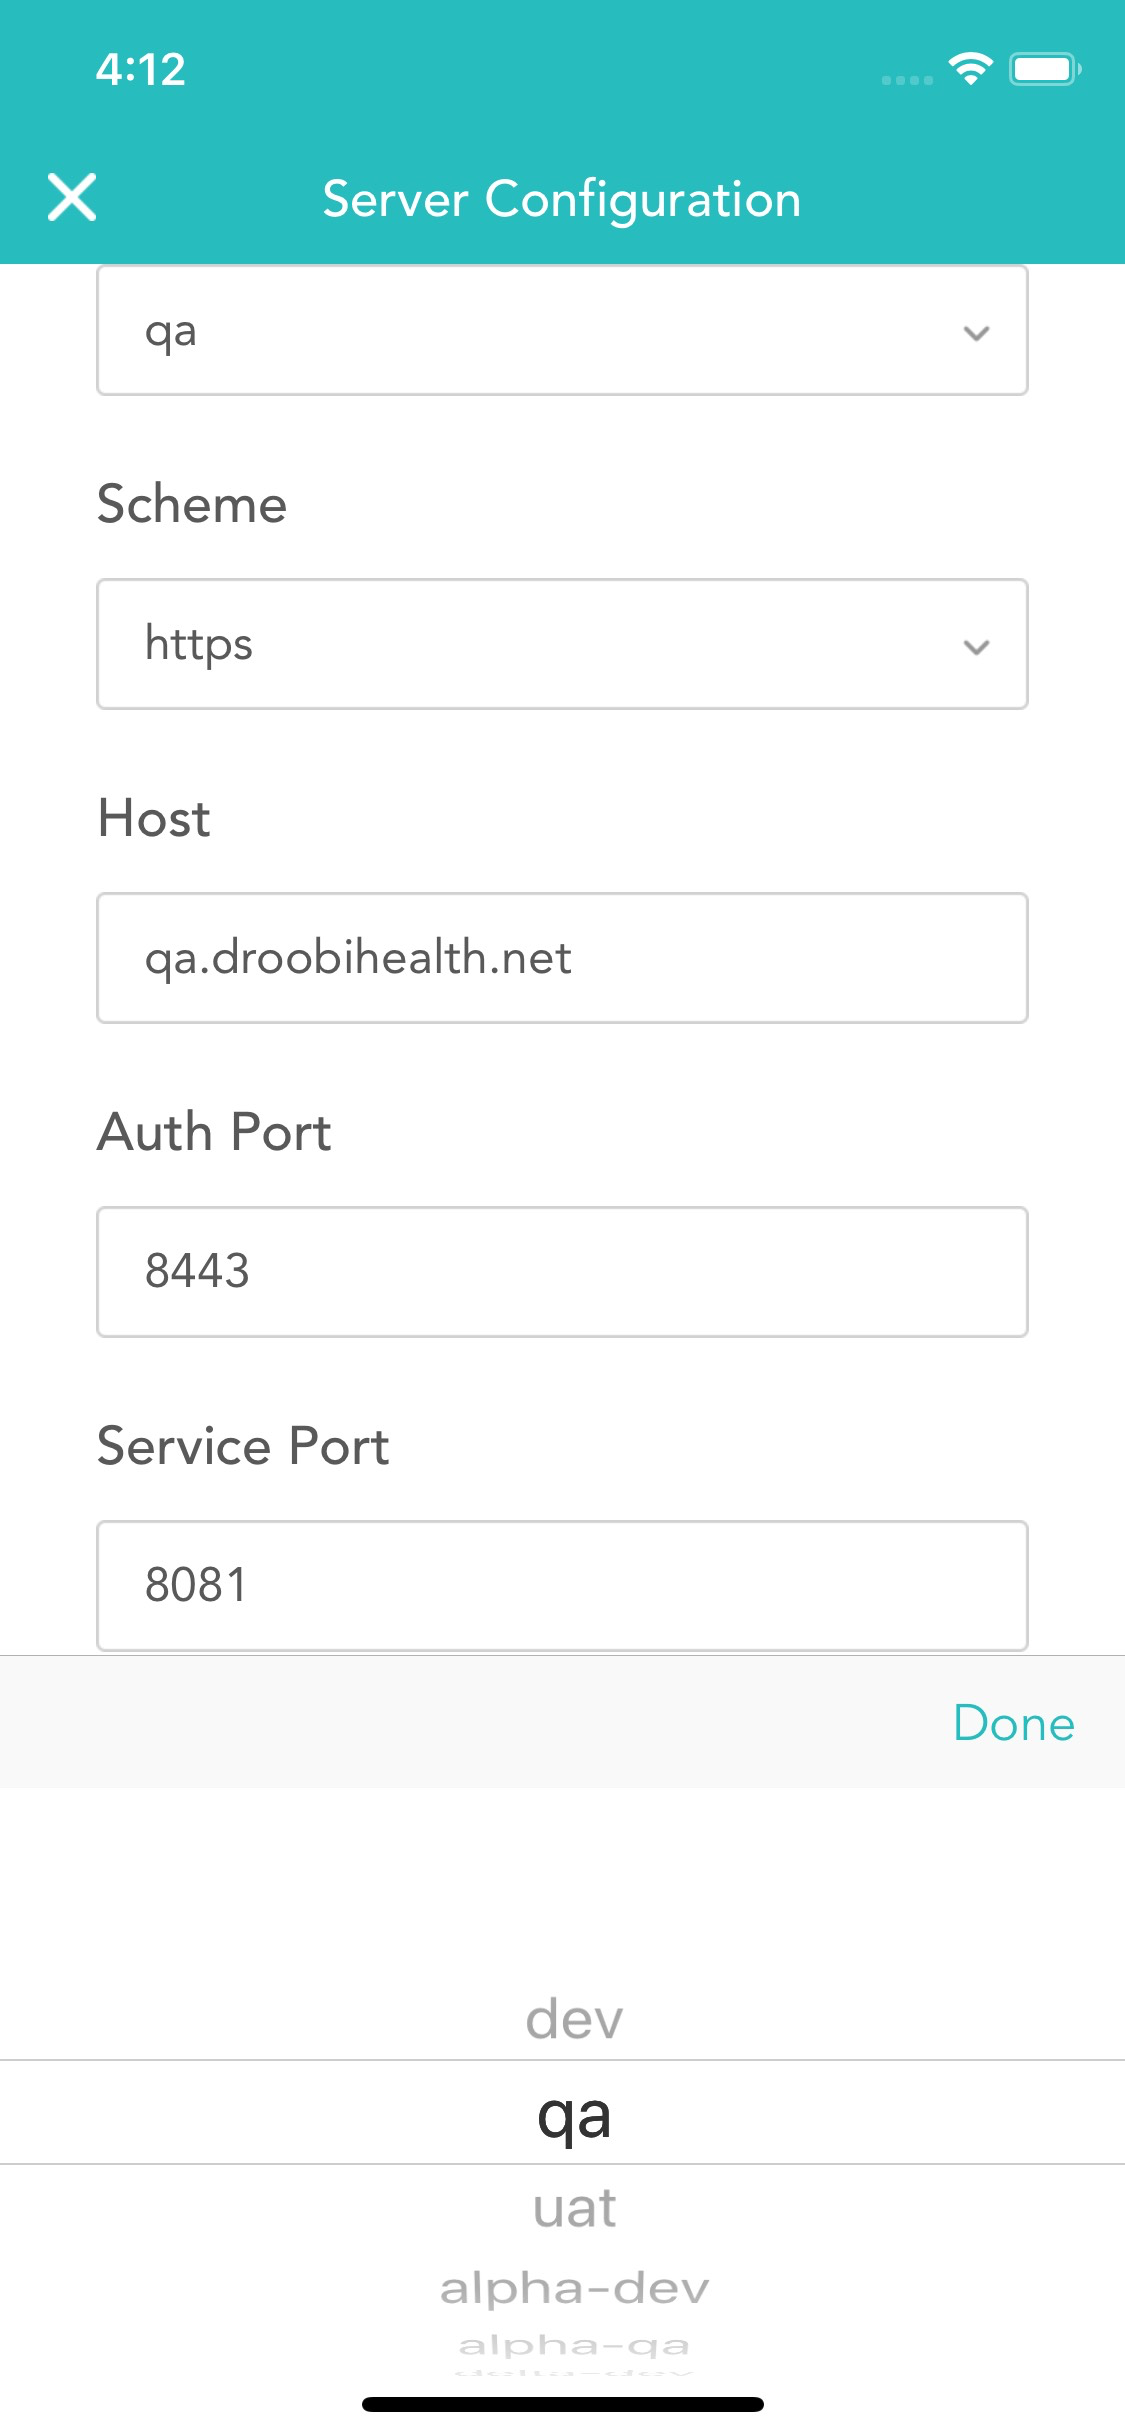 4:12
Server Configuration
qa
Scheme
https
Host
qa.droobihealth.net
Auth Port
8443
Service Port
8081
Done
dev
qa
uat
alpha-dev
alpha-qa